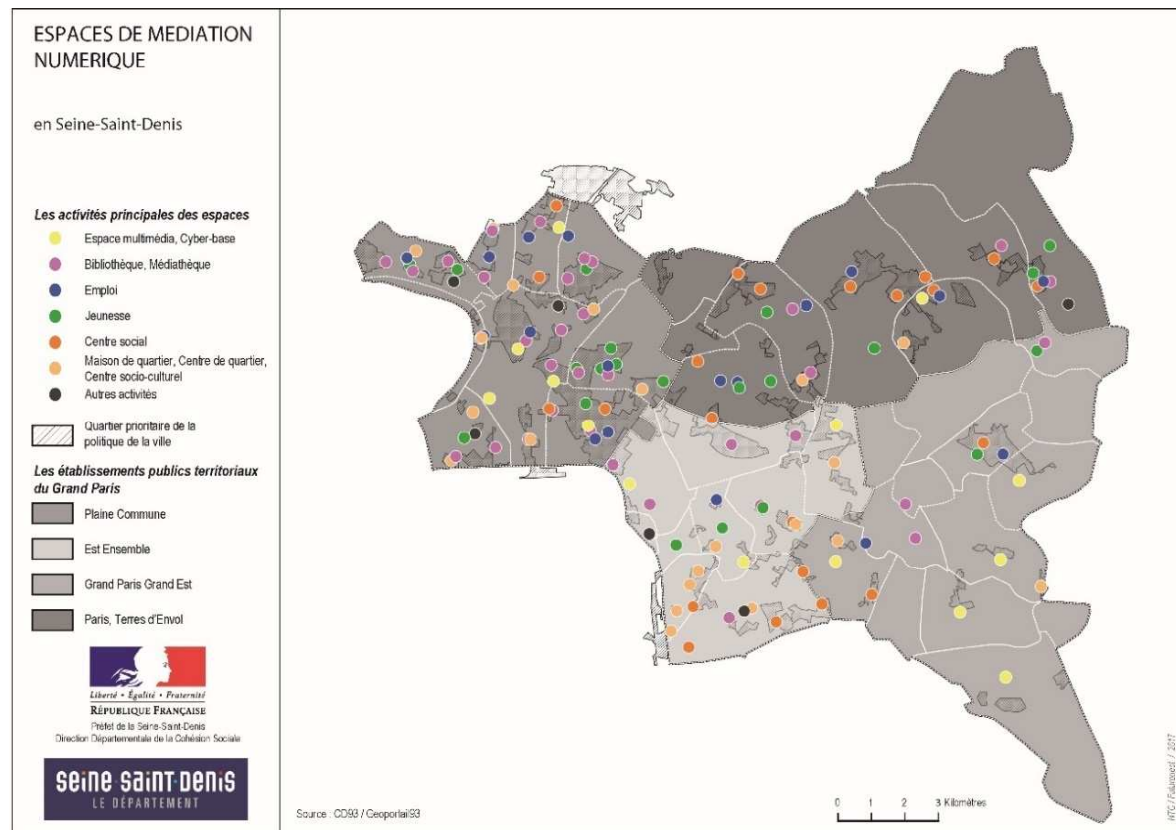 ESPACES DE MEDIATION
NUMERIQUE
en Seine-Saint-Denis
Les activités principales des espaces
Espace multimédia, Cyber-base
Bibliothèque, Médiathèque
Emploi
Jeunesse
Centre social
Maison de quartier, Centre de quartier,
Centre socio-culturel
Autres activités
Quartier prioritaire de la
politique de la ville
Les établissements publics territoriaux
du Grand Paris
Plaine Commune
Est Ensemble
Grand Paris Grand Est
Paris, Terres d'Envol
Liberté • Égalité • Fraternité
RÉPUBLIQUE FRANÇAISE
Préfet de la Seine-Saint-Denis
Direction Départementale de la Cohésion Sociale
seine·saint·denis
LE DÉPARTEMENT
Source : CD93 / Geoportail93
0 1 2 3 Kilomètres
2017